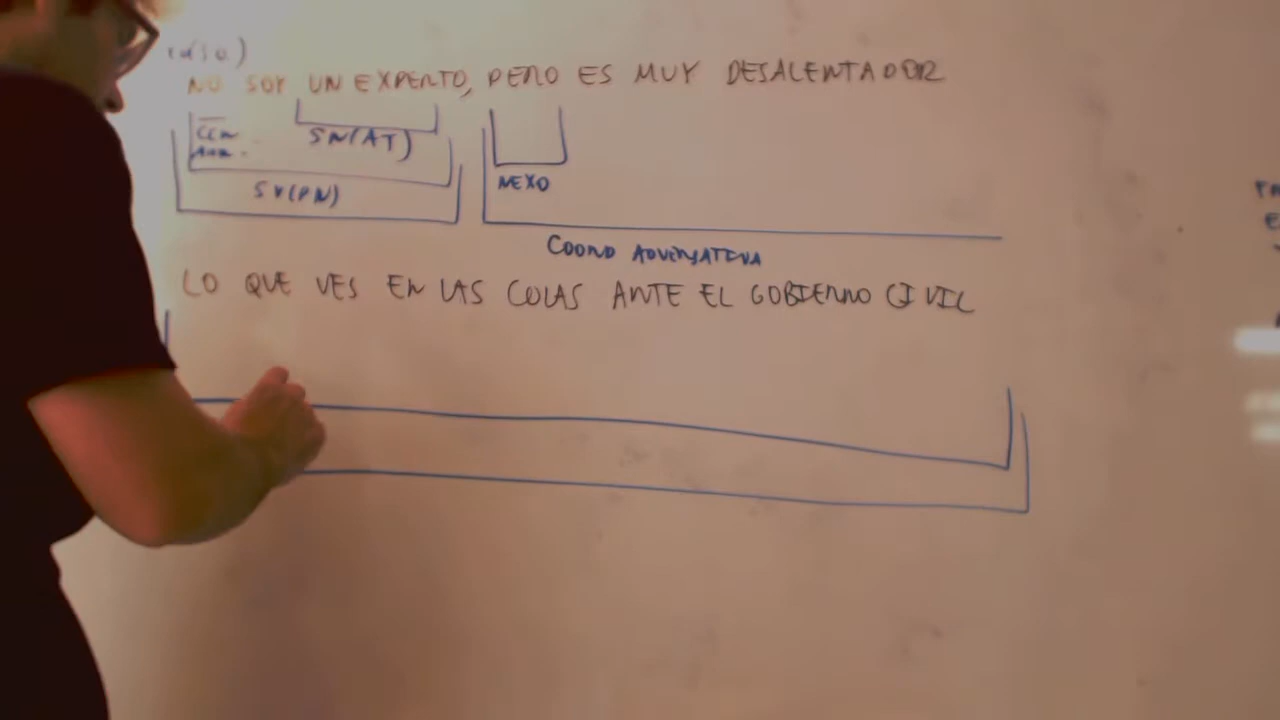 NO SOY UN EXPERTO, PERO ES MUY DESALENTADOR
SN(AT)
SV(PN)
NEXO
COORD ADVERSATIVA
LO QUE VES EN LAS COLAS ANTE EL GOBIERNO CIVIL